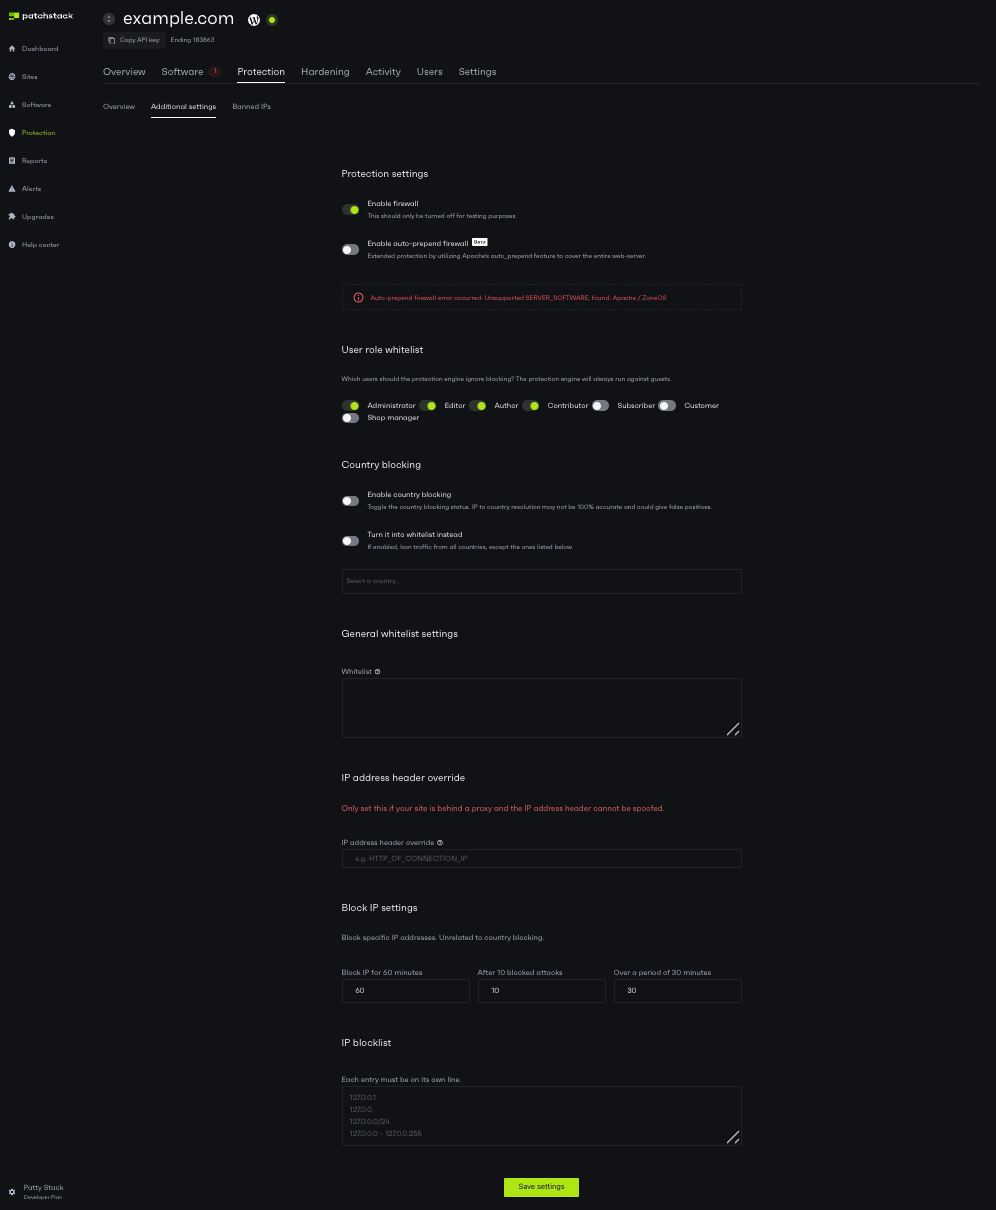 patchstack
example.com
Copy API key: Ending 183863
Dashboard
Sites
Software
Protection
Reports
Alerts
Upgrades
Help center
Overview Software 1 Protection Hardening Activity Users Settings
Overview Additional settings Banned IPs
Protection settings
Enable firewall
This should only be turned off for testing purposes.
Enable auto-prepend firewall Beta
Extended protection by utilizing Apache's auto_prepend feature to cover the entire web-server.
Auto-prepend firewall error occurred: Unsupported SERVER_SOFTWARE, found: Apache / ZoneOS
User role whitelist
Which users should the protection engine ignore blocking? The protection engine will always run against guests.
Administrator Editor Author Contributor Subscriber Customer
Shop manager
Country blocking
Enable country blocking
Toggle the country blocking status. IP to country resolution may not be 100% accurate and could give false positives.
Turn it into whitelist instead
If enabled, ban traffic from all countries, except the ones listed below.
Select a country...
General whitelist settings
Whitelist
IP address header override
Only set this if your site is behind a proxy and the IP address header cannot be spoofed.
IP address header override
e.g. HTTP_OF_CONNECTION_IP
Block IP settings
Block specific IP addresses. Unrelated to country blocking.
Block IP for 60 minutes After 10 blocked attacks Over a period of 30 minutes
60 10 30
IP blocklist
Each entry must be on its own line.
127.0.0.1
127.0.0.
127.0.0.0/24
127.0.0.0 - 127.0.0.255
Save settings
Patty Stack
Developer Plan